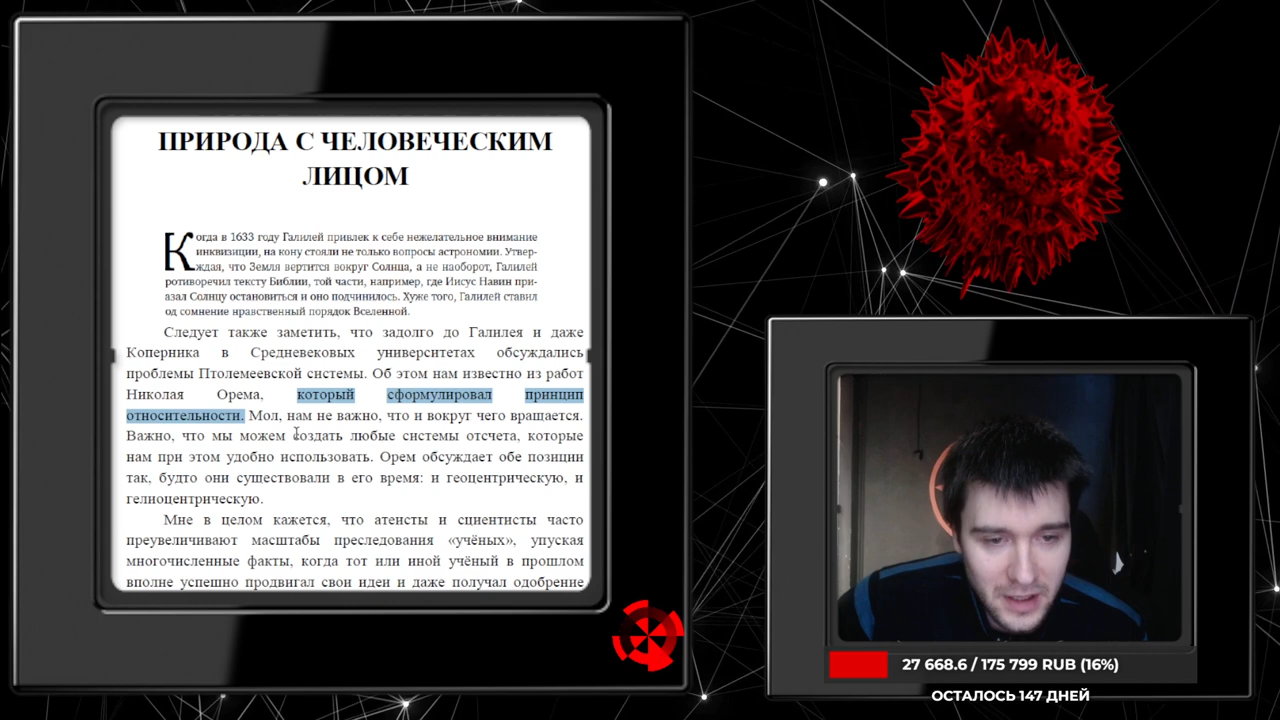 ПРИРОДА С ЧЕЛОВЕЧЕСКИМ
ЛИЦОМ
Когда в 1633 году Галилей привлек к себе нежелательное внимание
инквизиции, на кону стояли не только вопросы астрономии. Утвер-
ждая, что Земля вертится вокруг Солнца, а не наоборот, Галилей
ротиворечил тексту Библии, той части, например, где Иисус Навин при-
азал Солнцу остановиться и оно подчинилось. Хуже того, Галилей ставил
од сомнение нравственный порядок Вселенной.
Следует также заметить, что задолго до Галилея и даже
Коперника в Средневековых университетах обсуждались
проблемы Птолемеевской системы. Об этом нам известно из работ
Николая Орема, который сформулировал принцип
относительности. Мол, нам не важно, что и вокруг чего вращается.
Важно, что мы можем создать любые системы отсчета, которые
нам при этом удобно использовать. Орем обсуждает обе позиции
так, будто они существовали в его время: и геоцентрическую, и
гелиоцентрическую.
Мне в целом кажется, что атеисты и сциентисты часто
преувеличивают масштабы преследования «учёных», упуская
многочисленные факты, когда тот или иной учёный в прошлом
вполне успешно продвигал свои идеи и даже получал одобрение
27 668.6 / 175 799 RUB (16%)
ОСТАЛОСЬ 147 ДНЕЙ